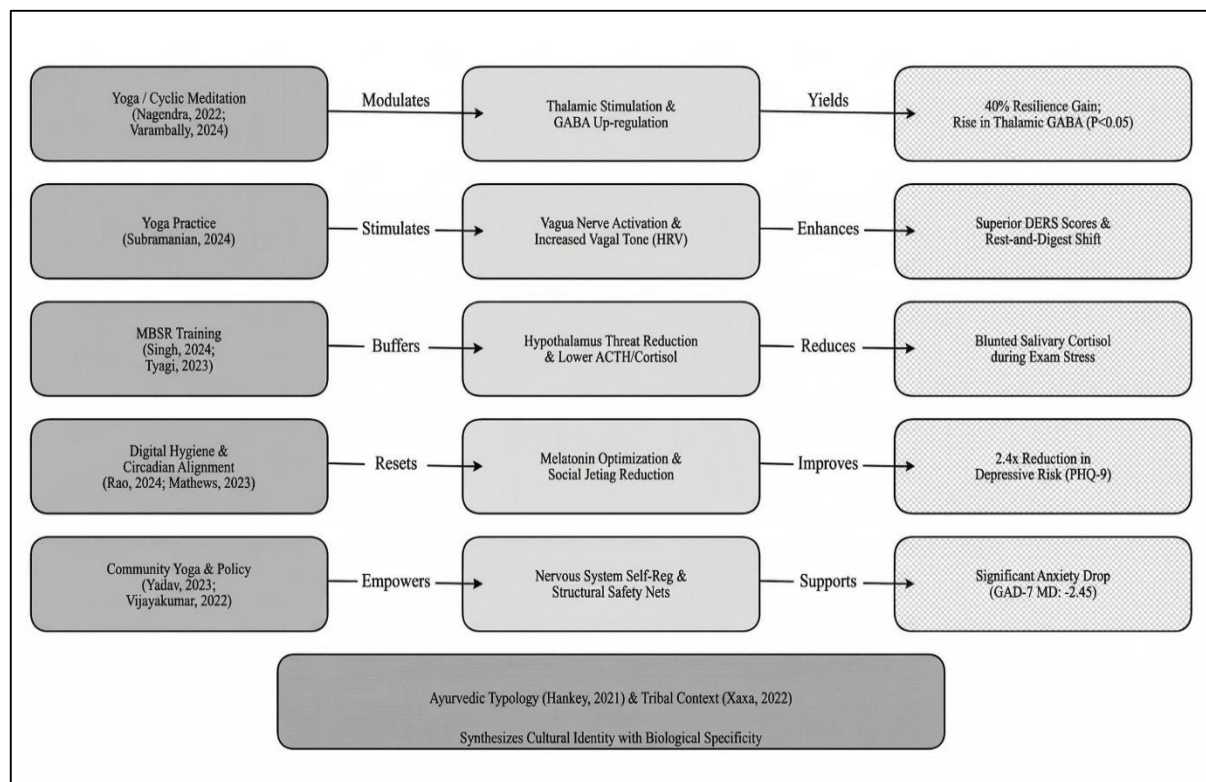 Yoga / Cyclic Meditation
(Nagendra, 2022;
Varambally, 2024)
Modulates
Thalamic Stimulation &
GABA Up-regulation
Yields
40% Resilience Gain;
Rise in Thalamic GABA (P<0.05)
Yoga Practice
(Subramanian, 2024)
Stimulates
Vagua Nerve Activation &
Increased Vagal Tone (HRV)
Enhances
Superior DERS Scores &
Rest-and-Digest Shift
MBSR Training
(Singh, 2024;
Tyagi, 2023)
Buffers
Hypothalamus Threat Reduction
& Lower ACTH/Cortisol
Reduces
Blunted Salivary Cortisol
during Exam Stress
Digital Hygiene &
Circadian Alignment
(Rao, 2024; Mathews, 2023)
Resets
Melatonin Optimization &
Social Jeting Reduction
Improves
2.4x Reduction in
Depressive Risk (PHQ-9)
Community Yoga & Policy
(Yadav, 2023;
Vijayakumar, 2022)
Empowers
Nervous System Self-Reg &
Structural Safety Nets
Supports
Significant Anxiety Drop
(GAD-7 MD: -2.45)
Ayurvedic Typology (Hankey, 2021) & Tribal Context (Xaxa, 2022)
Synthesizes Cultural Identity with Biological Specificity